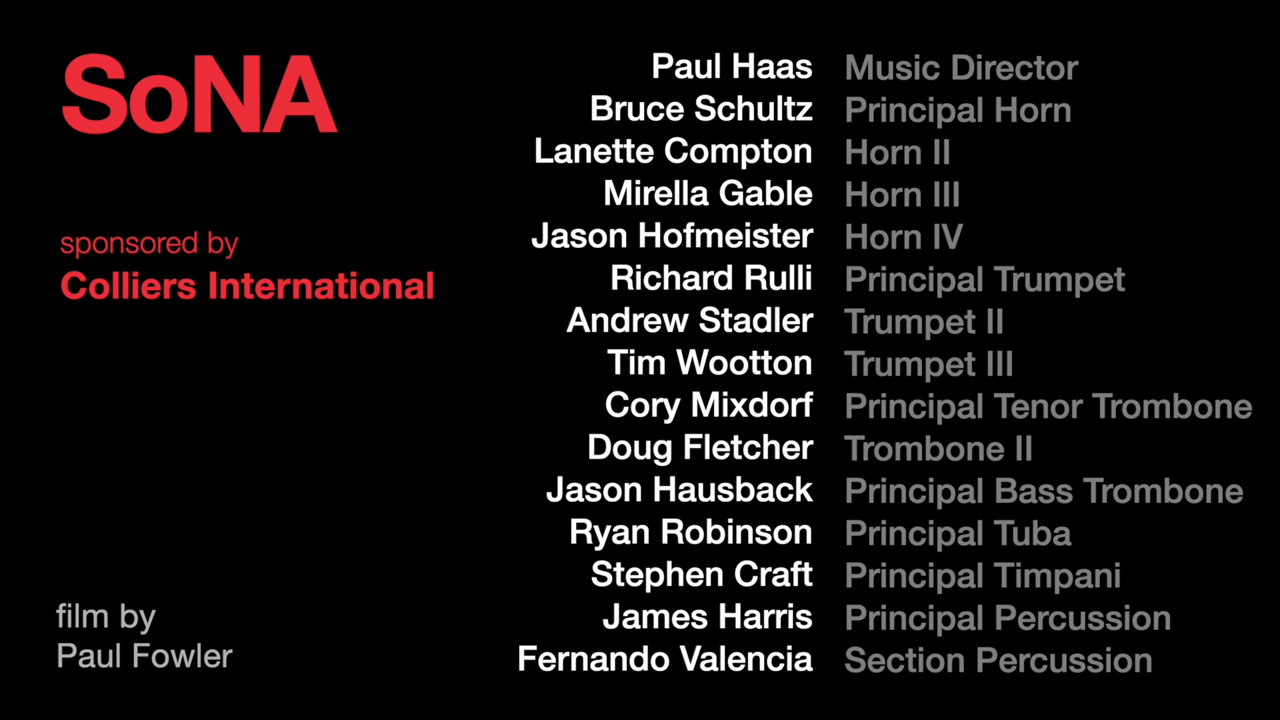 SoNA
sponsored by
Colliers International
film by
Paul Fowler
Paul Haas Music Director
Bruce Schultz Principal Horn
Lanette Compton Horn II
Mirella Gable Horn III
Jason Hofmeister Horn IV
Richard Rulli Principal Trumpet
Andrew Stadler Trumpet II
Tim Wootton Trumpet III
Cory Mixdorf Principal Tenor Trombone
Doug Fletcher Trombone II
Jason Hausback Principal Bass Trombone
Ryan Robinson Principal Tuba
Stephen Craft Principal Timpani
James Harris Principal Percussion
Fernando Valencia Section Percussion